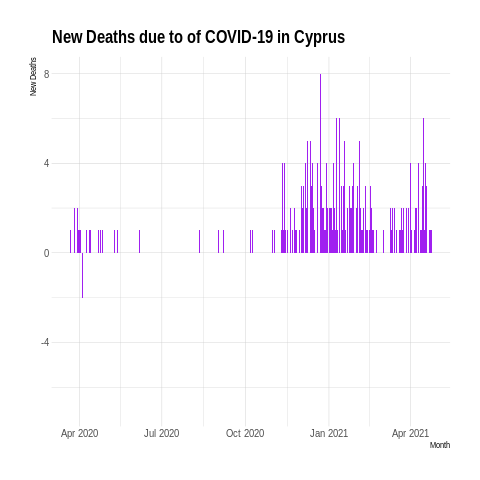 New Deaths due to of COVID-19 in Cyprus
New Deaths
8
4
0
-4
Apr 2020 Jul 2020 Oct 2020 Jan 2021 Apr 2021
Month